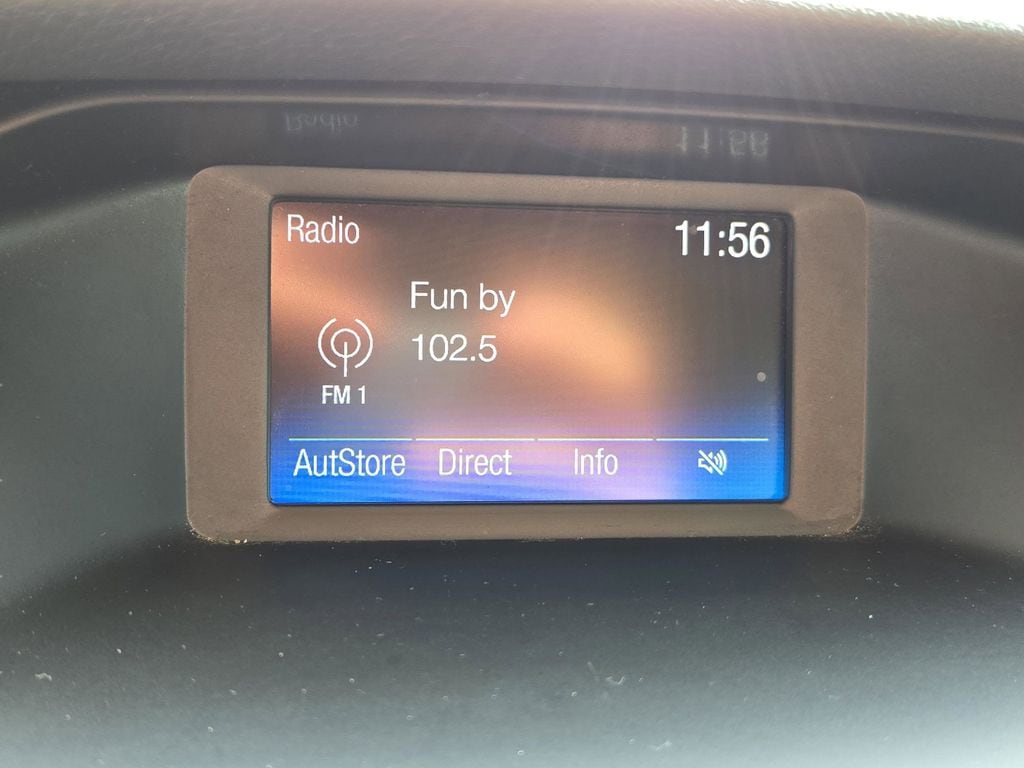 Radio
11:56
Fun by
102.5
FM 1
AutStore
Direct
Info